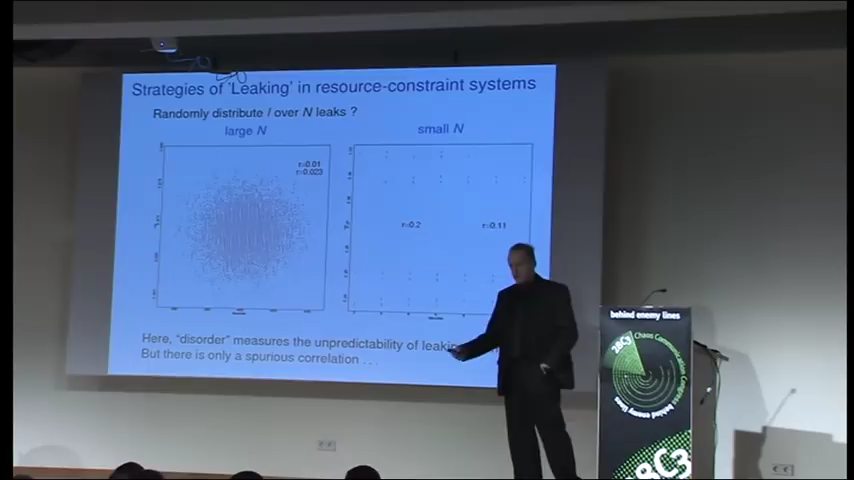 Strategies of 'Leaking' in resource-constraint systems
Randomly distribute I over N leaks ?
large N
small N
r=0.01
r=0.023
r=0.2
r=0.11
Here, "disorder" measures the unpredictability of
But there is only a spurious correlation . . .
behind enemy lines
28C3
Chaos Communication
Congress behind
enemy lines